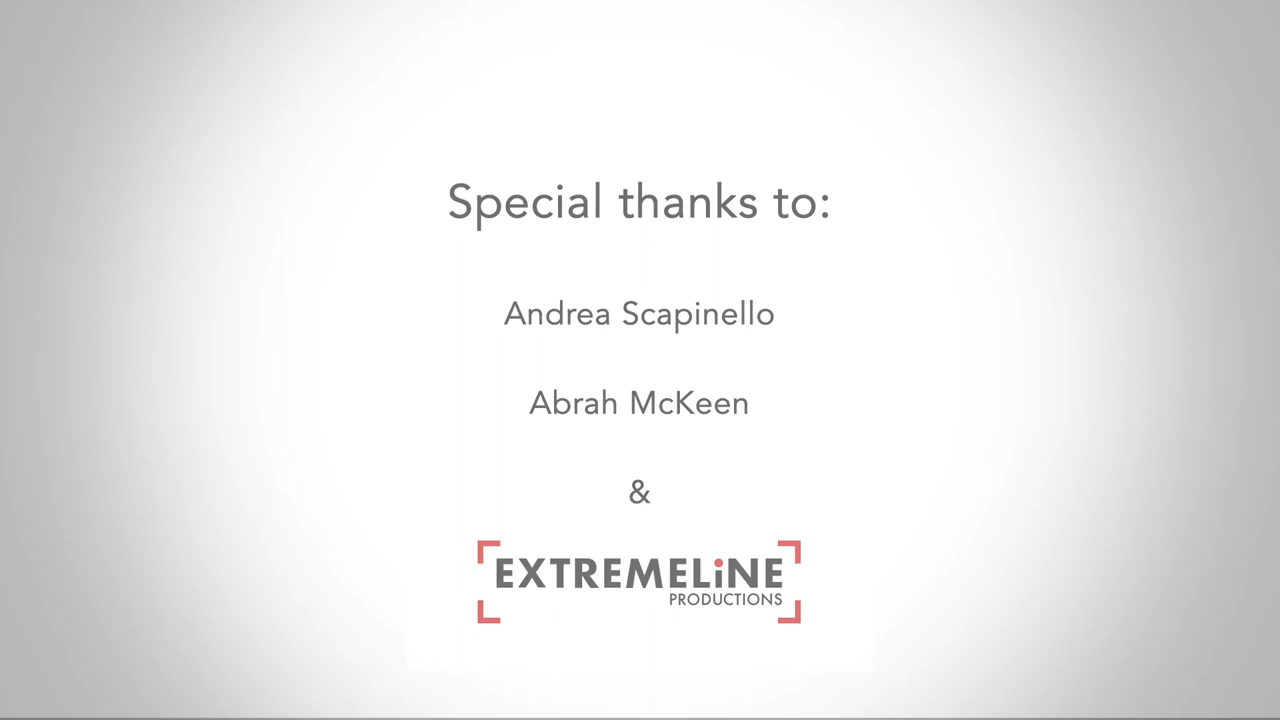 Special thanks to:
Andrea Scapinello
Abrah McKeen
&
EXTREMELiNE
PRODUCTIONS